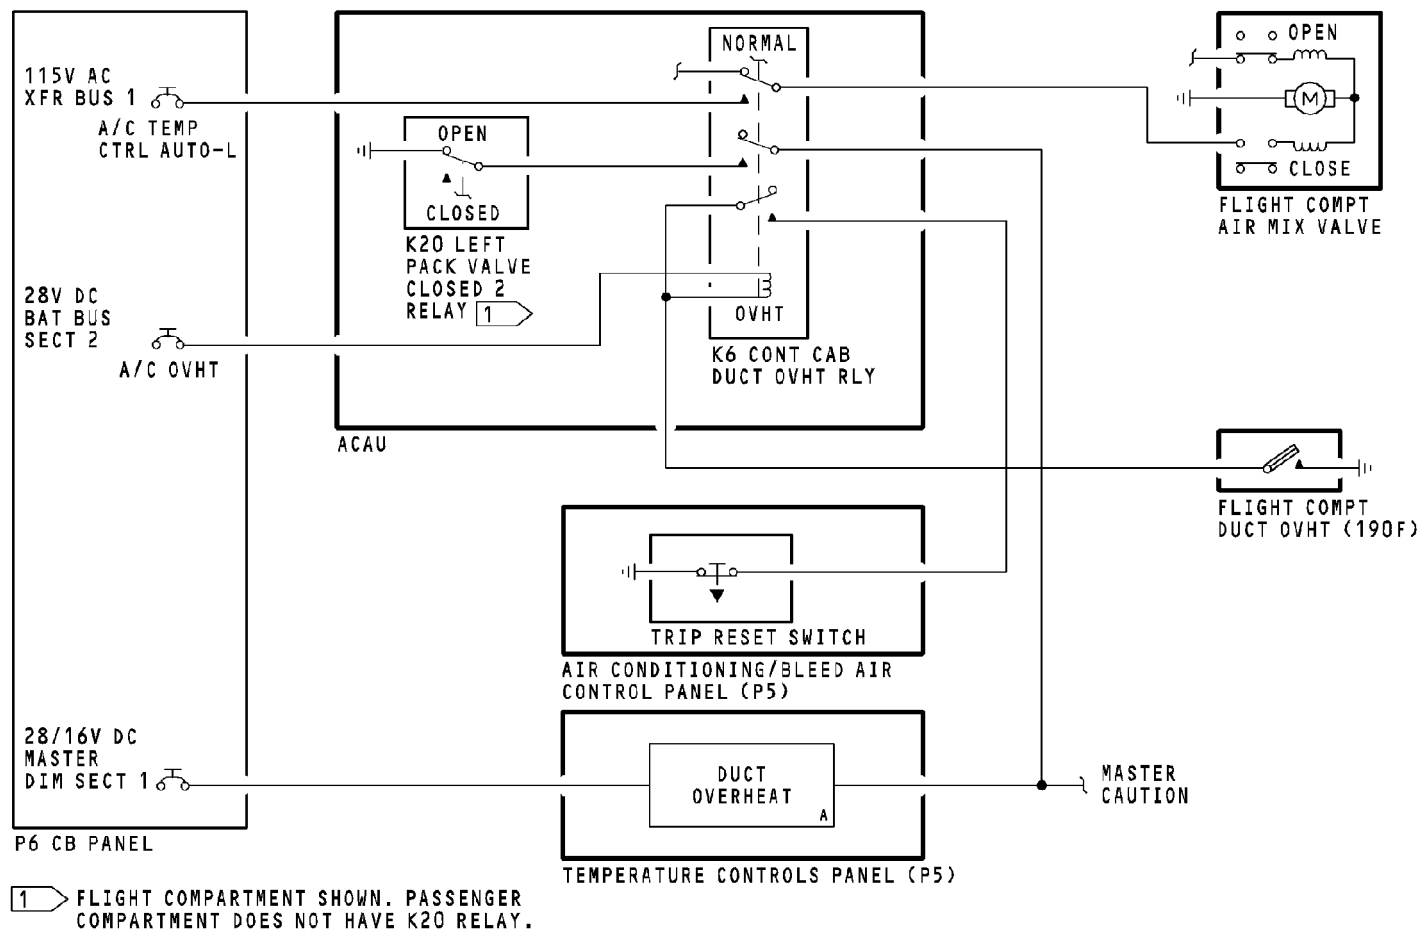 115V AC
XFR BUS 1
A/C TEMP
CTRL AUTO-L
28V DC
BAT BUS
SECT 2
A/C OVHT
28/16V DC
MASTER
DIM SECT 1
P6 CB PANEL
OPEN
CLOSED
K20 LEFT
PACK VALVE
CLOSED 2
RELAY 1
NORMAL
OVHT
K6 CONT CAB
DUCT OVHT RLY
ACAU
OPEN
M
CLOSE
FLIGHT COMPT
AIR MIX VALVE
FLIGHT COMPT
DUCT OVHT (190F)
TRIP RESET SWITCH
AIR CONDITIONING/BLEED AIR
CONTROL PANEL (P5)
DUCT
OVERHEAT
A
TEMPERATURE CONTROLS PANEL (P5)
MASTER
CAUTION
1 FLIGHT COMPARTMENT SHOWN. PASSENGER
COMPARTMENT DOES NOT HAVE K20 RELAY.